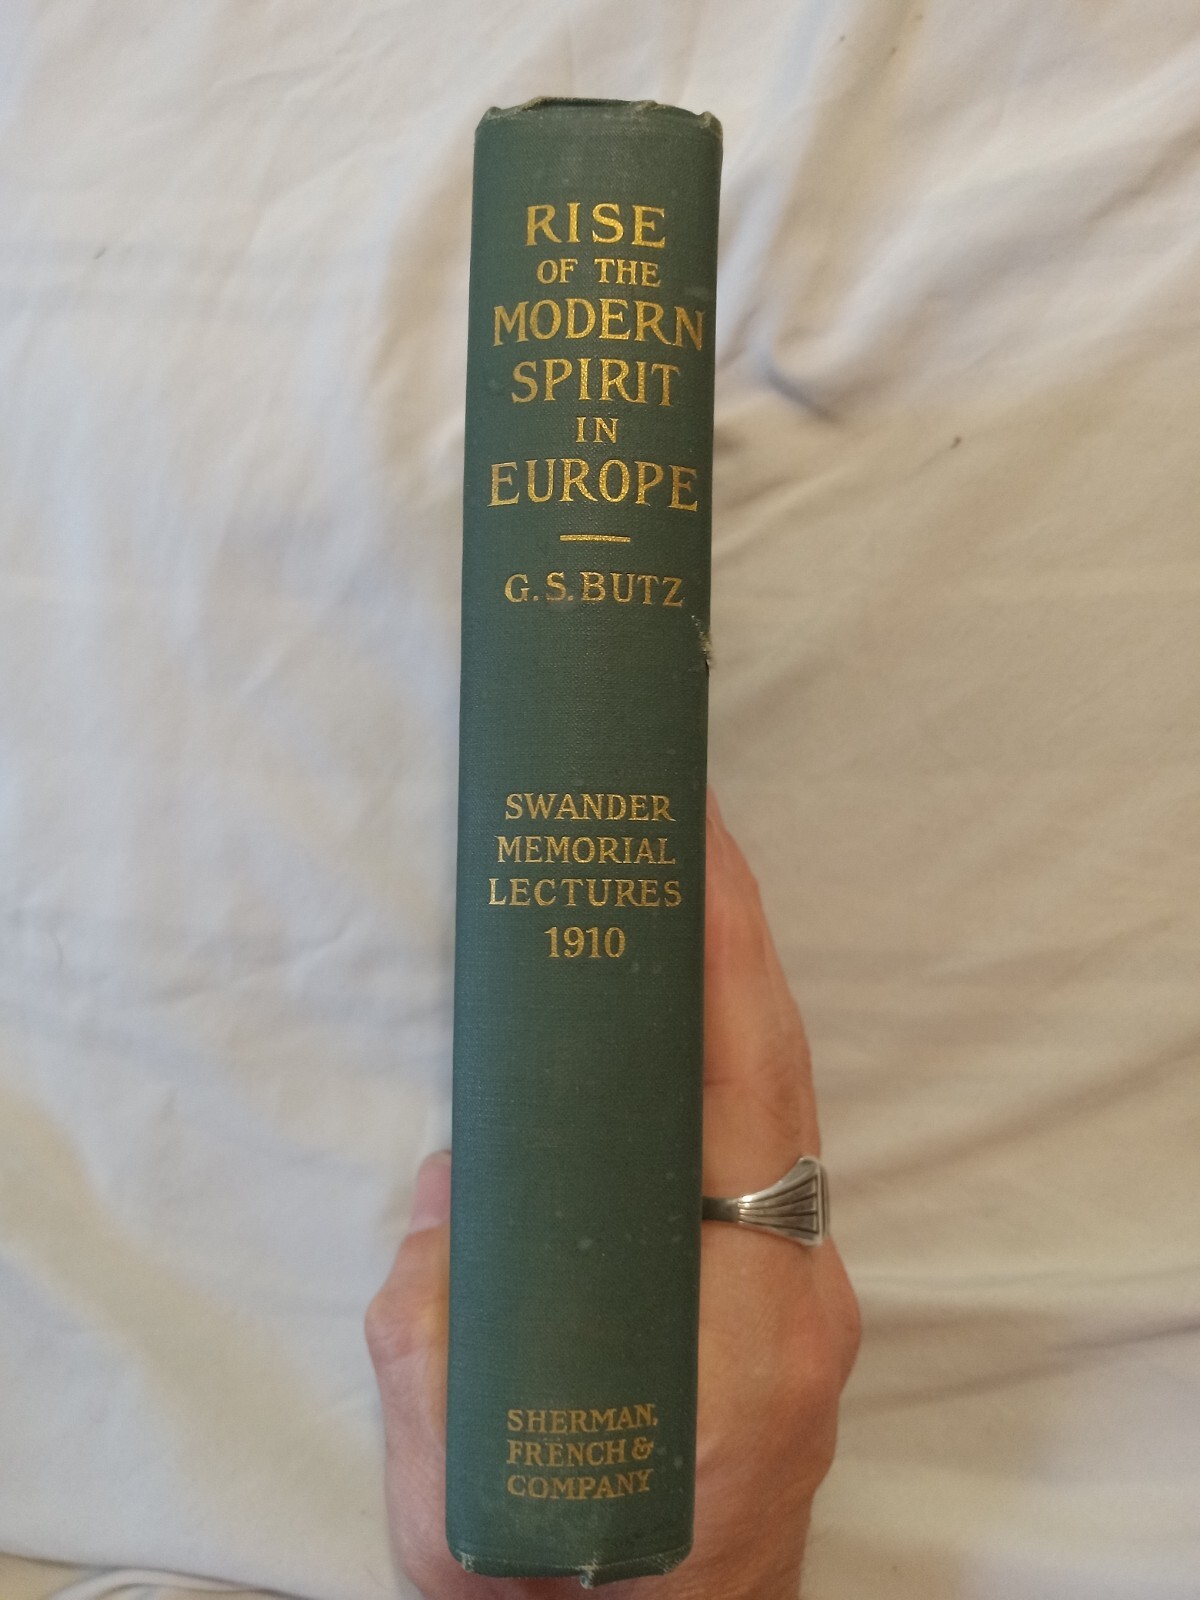 RISE
OF THE
MODERN
SPIRIT
IN
EUROPE
G. S. BUTZ
SWANDER
MEMORIAL
LECTURES
1910
SHERMAN,
FRENCH &
COMPANY